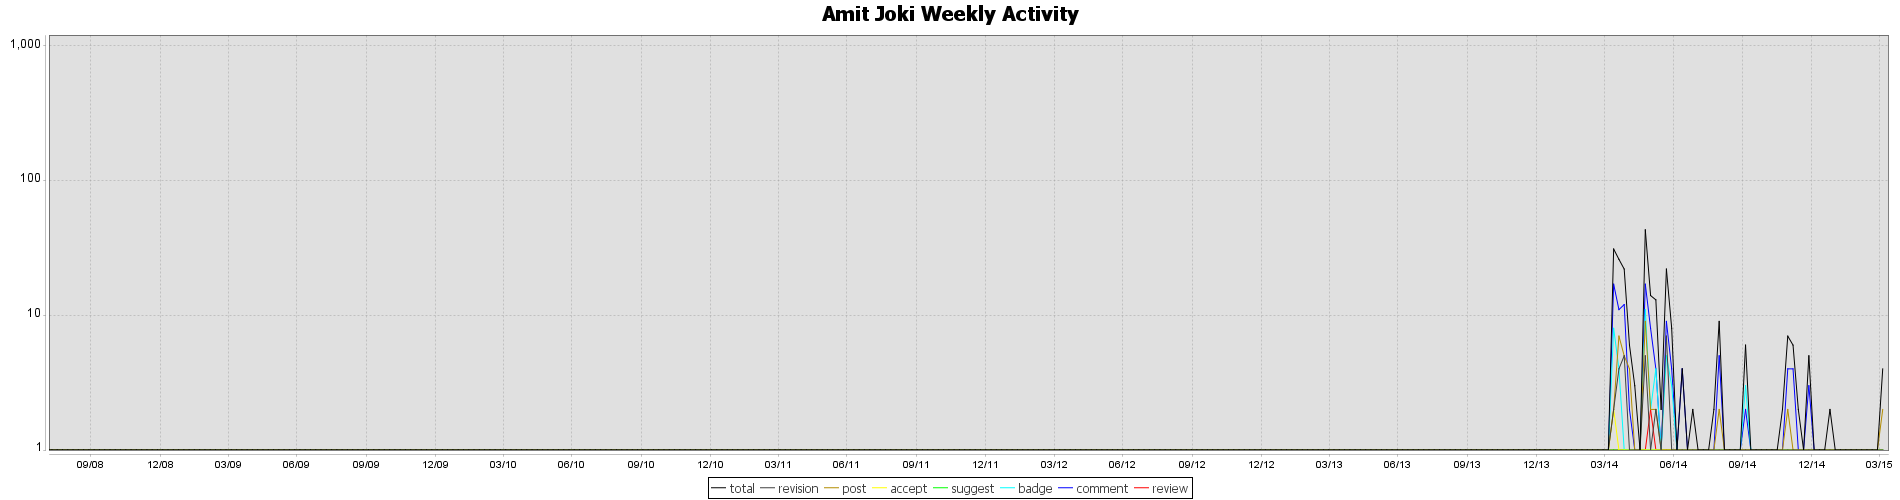 Amit Joki Weekly Activity
1,000
100
10
1
09/08 12/08 03/09 06/09 09/09 12/09 03/10 06/10 09/10 12/10 03/11 06/11 09/11 12/11 03/12 06/12 09/12 12/12 03/13 06/13 09/13 12/13 03/14 06/14 09/14 12/14 03/15
total revision post accept suggest badge comment review